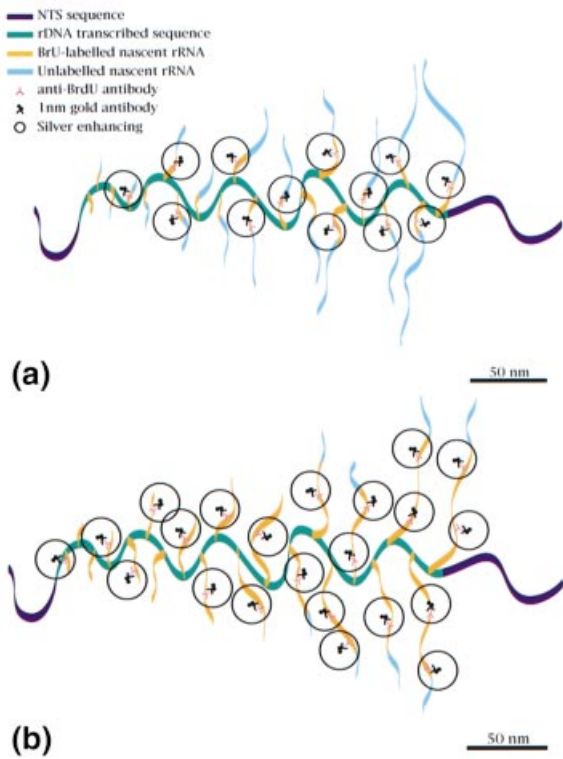 NTS sequence
rDNA transcribed sequence
BrU-labelled nascent rRNA
Unlabelled nascent rRNA
anti-BrdU antibody
1nm gold antibody
Silver enhancing
(a)
50 nm
(b)
50 nm